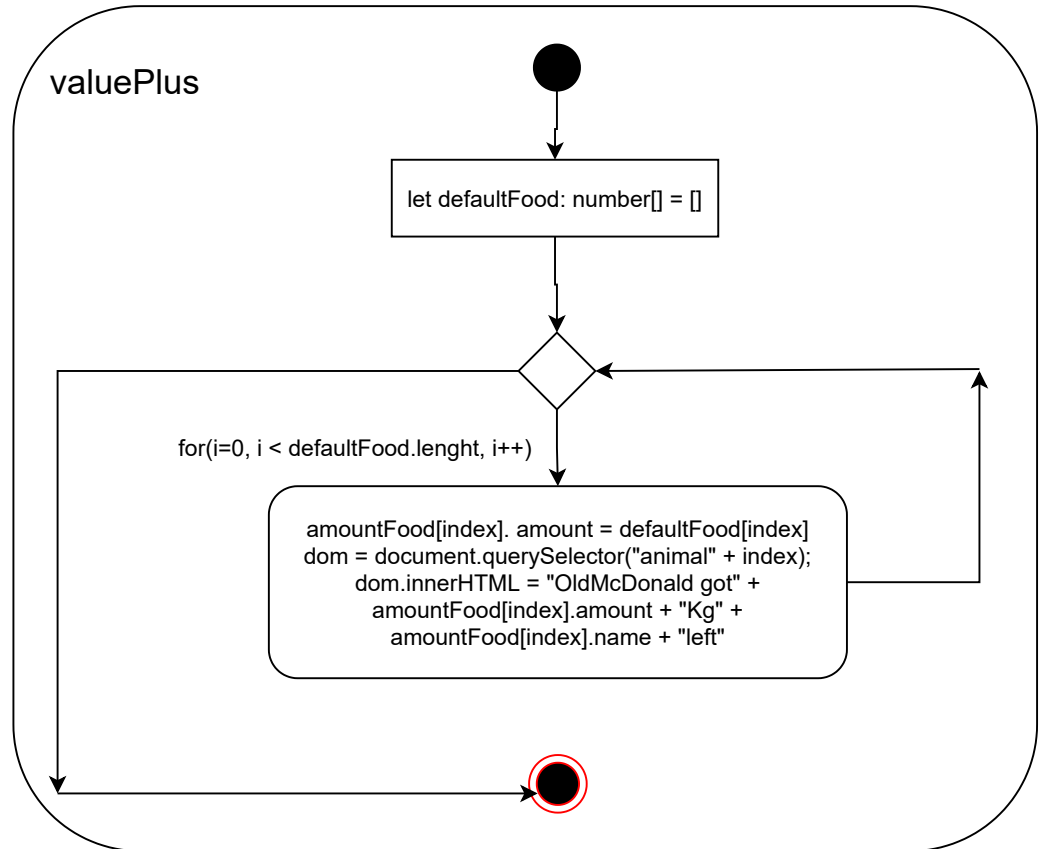 valuePlus
let defaultFood: number[] = []
for(i=0, i < defaultFood.lenght, i++)
amountFood[index]. amount = defaultFood[index]
dom = document.querySelector("animal" + index);
dom.innerHTML = "OldMcDonald got" +
amountFood[index].amount + "Kg" +
amountFood[index].name + "left"